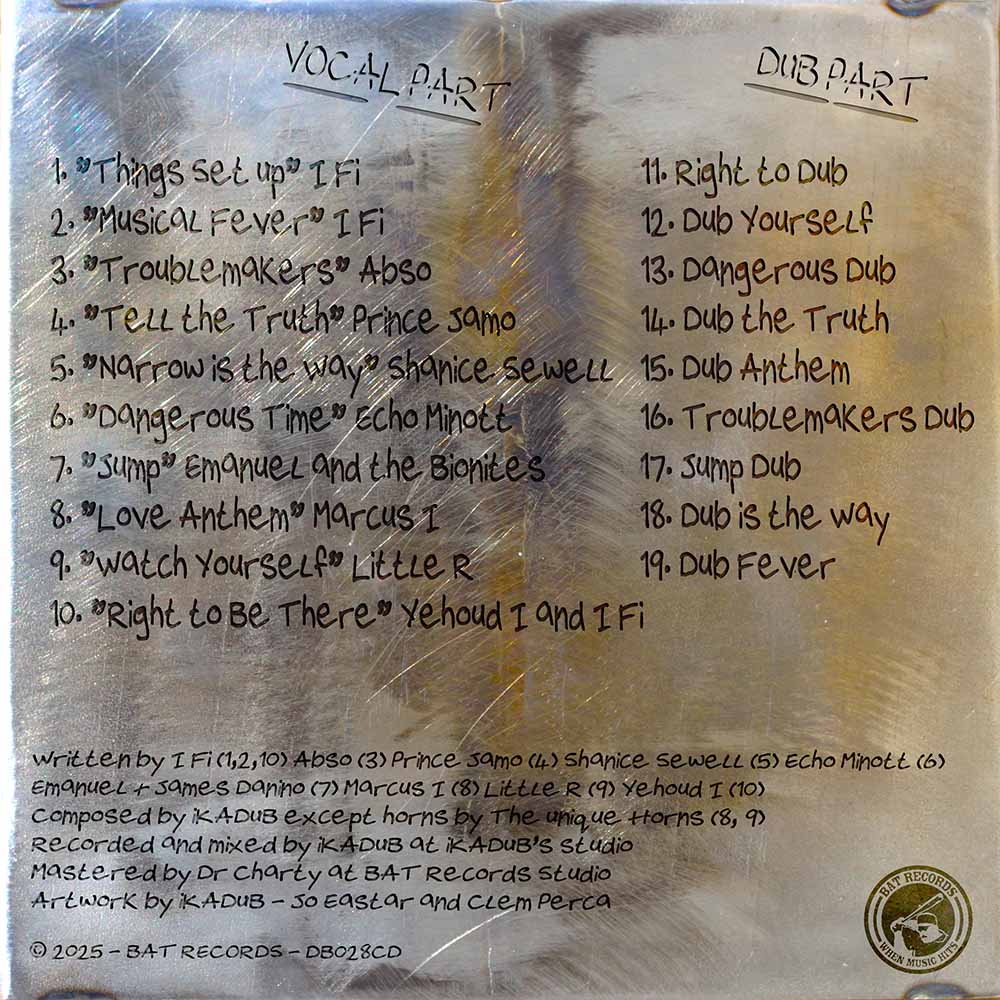 VOCAL PART
1. "Things set up" I Fi
2. "Musical Fever" I Fi
3. "Troublemakers" Abso
4. "Tell the Truth" Prince Jamo
5. "Narrow is the way" Shanice Sewell
6. "Dangerous Time" Echo Minott
7. "Jump" Emanuel and the Bionites
8. "Love Anthem" Marcus I
9. "Watch Yourself" Little R
10. "Right to Be There" Yehoud I and I Fi
DUB PART
11. Right to Dub
12. Dub Yourself
13. Dangerous Dub
14. Dub the Truth
15. Dub Anthem
16. Troublemakers Dub
17. Jump Dub
18. Dub is the way
19. Dub Fever
Written by I Fi (1,2,10) Abso (3) Prince Jamo (4) Shanice Sewell (5) Echo Minott (6)
Emanuel + James Danino (7) Marcus I (8) Little R (9) Yehoud I (10)
Composed by iKADUB except horns by The unique Horns (8, 9)
Recorded and mixed by iKADUB at iKADUB's studio
Mastered by Dr Charty at BAT Records Studio
Artwork by iKADUB - Jo Eastar and Clem Perca
© 2025 - BAT RECORDS - DB028CD
BAT RECORDS
WHEN MUSIC HITS